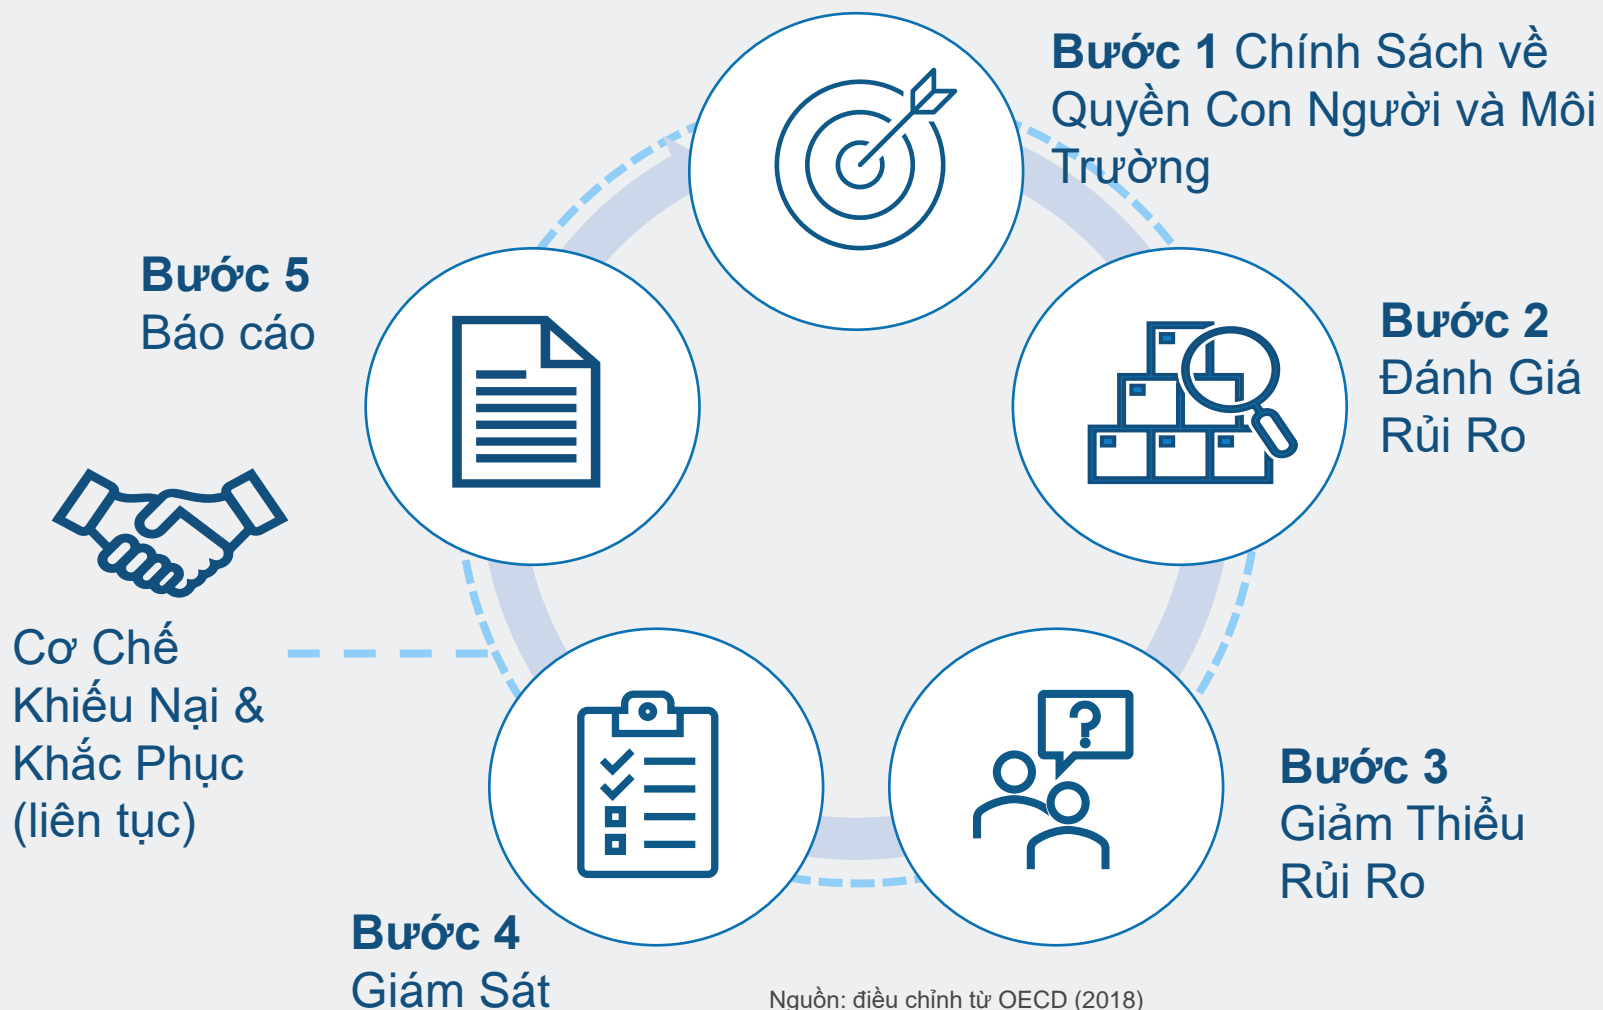 Bước 1 Chính Sách về
Quyền Con Người và Môi
Trường
Bước 2
Đánh Giá
Rủi Ro
Bước 3
Giảm Thiểu
Rủi Ro
Bước 4
Giám Sát
Bước 5
Báo cáo
Cơ Chế
Khiếu Nại &
Khắc Phục
(liên tục)
?
Nguồn: điều chỉnh từ OECD (2018)